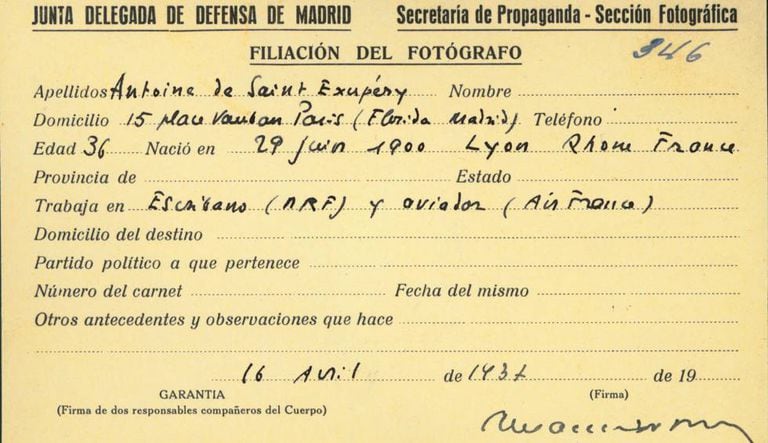 JUNTA DELEGADA DE DEFENSA DE MADRID Secretaría de Propaganda - Sección Fotográfica
FILIACIÓN DEL FOTÓGRAFO 346
Apellidos Antoine de Saint Exupéry Nombre
Domicilio 15 place Vauban Paris (Florida Madrid) Teléfono
Edad 36 Nació en 29 juin 1900 Lyon Rhone France
Provincia de Estado
Trabaja en Escribano (NRF) y aviador (Air France)
Domicilio del destino
Partido político a que pertenece
Número del carnet Fecha del mismo
Otros antecedentes y observaciones que hace
16 Avril de 1937 de 19
GARANTIA (Firma)
(Firma de dos responsables compañeros del Cuerpo)